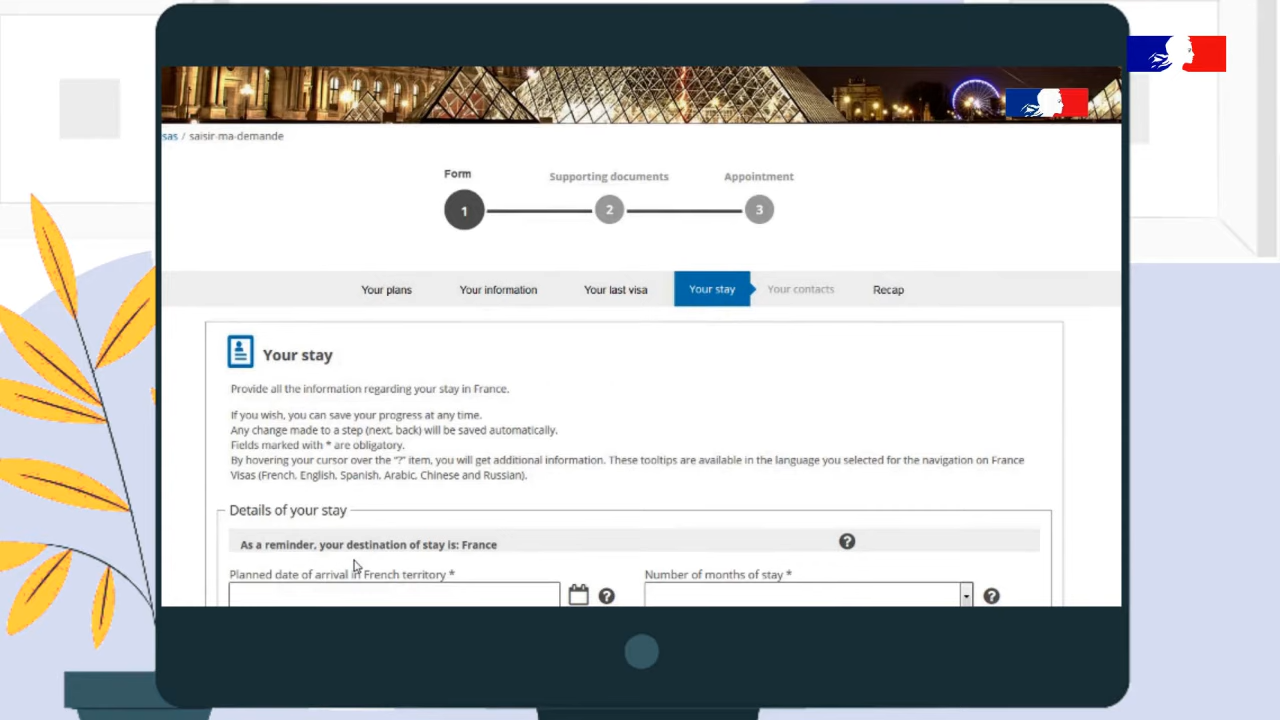 sas / saisir-ma-demande
Form
Supporting documents
Appointment
1
2
3
Your plans
Your information
Your last visa
Your stay
Your contacts
Recap
Your stay
Provide all the information regarding your stay in France.
If you wish, you can save your progress at any time.
Any change made to a step (next, back) will be saved automatically.
Fields marked with * are obligatory.
By hovering your cursor over the "?" item, you will get additional information. These tooltips are available in the language you selected for the navigation on France
Visas (French, English, Spanish, Arabic, Chinese and Russian).
Details of your stay
As a reminder, your destination of stay is: France
?
Planned date of arrival in French territory *
Number of months of stay *
?
?